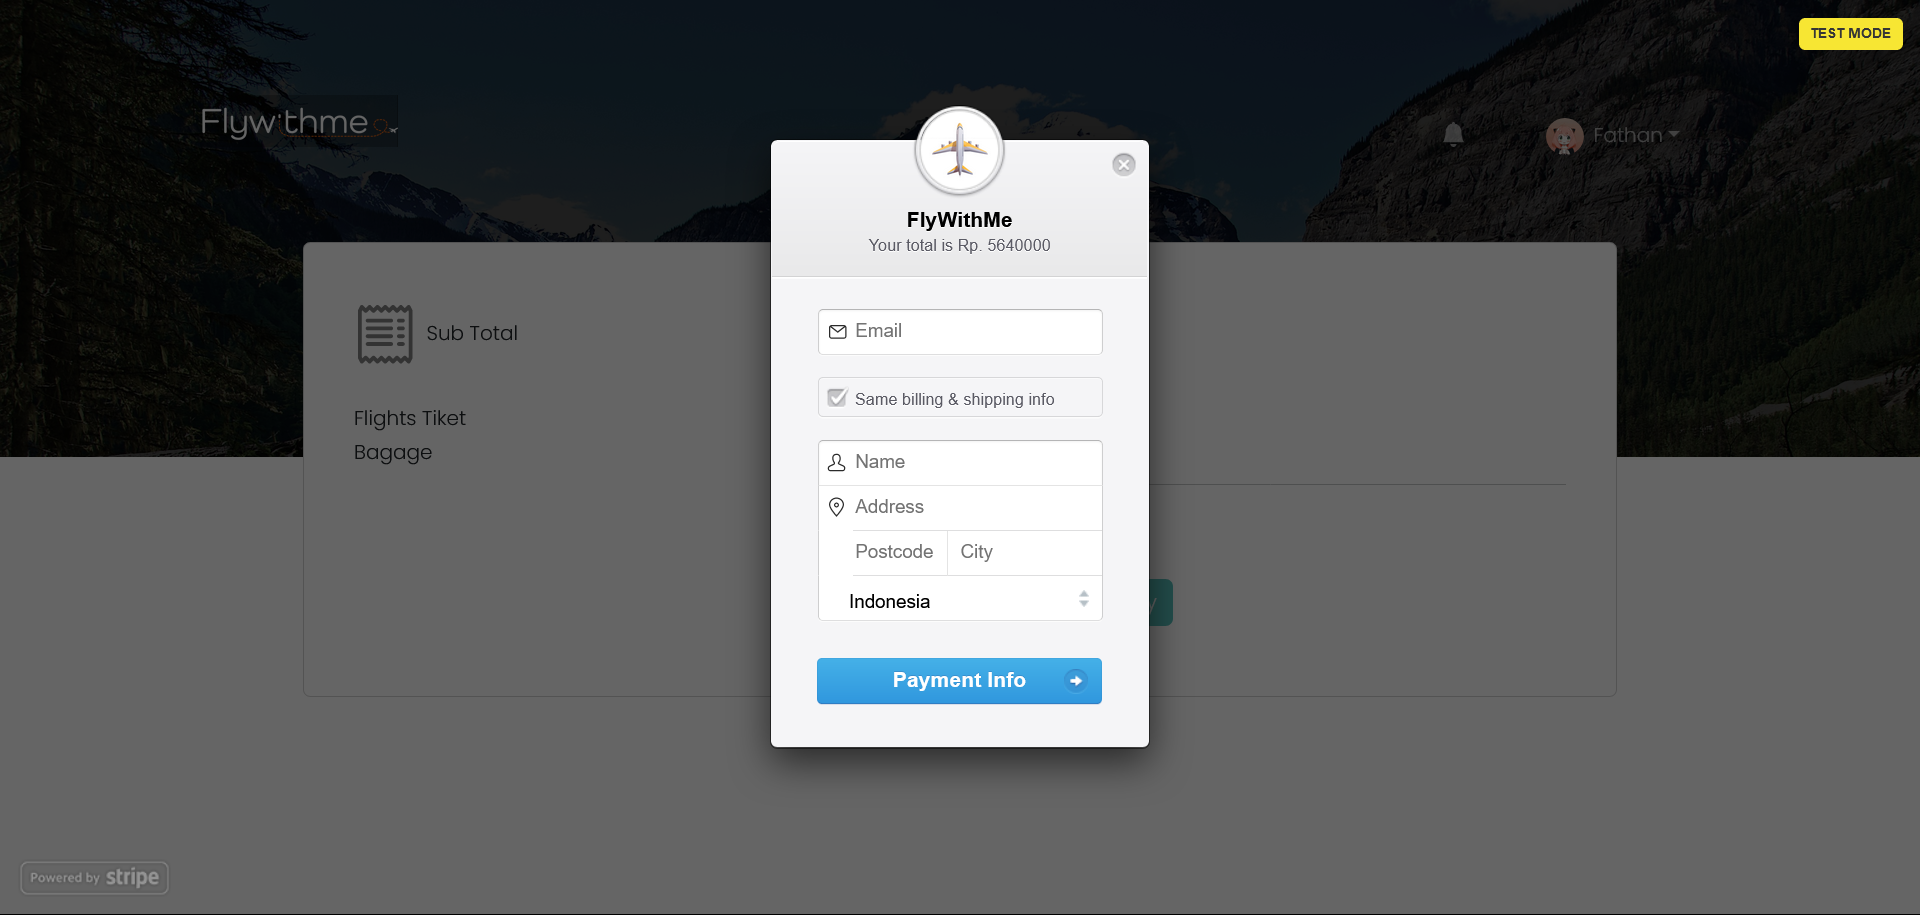 TEST MODE
Flywithme
Fathan
FlyWithMe
Your total is Rp. 5640000
Sub Total
Flights Tiket
Bagage
Email
Same billing & shipping info
Name
Address
Postcode City
Indonesia
Payment Info
Powered by stripe